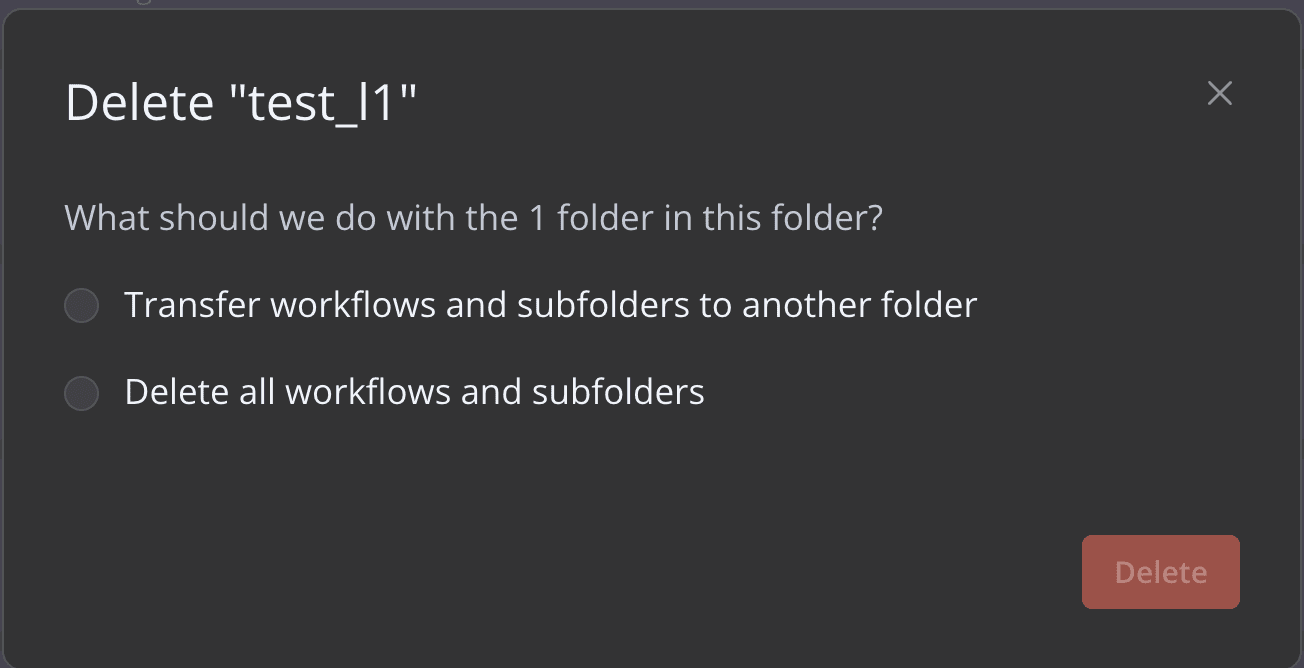 Delete "test_l1"
What should we do with the 1 folder in this folder?
Transfer workflows and subfolders to another folder
Delete all workflows and subfolders
Delete